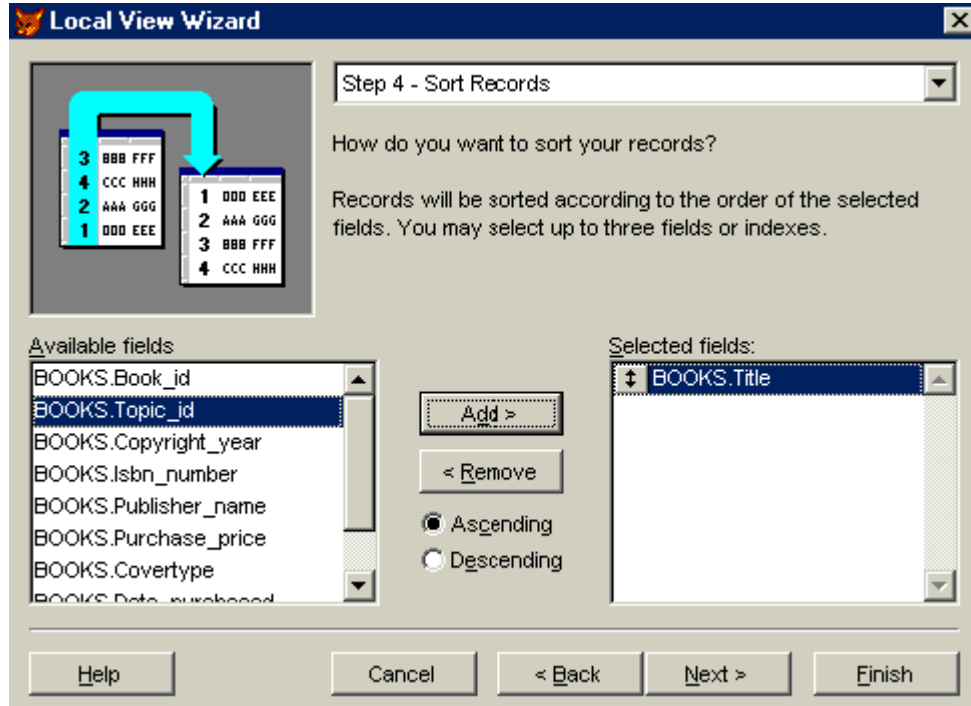 Local View Wizard
Step 4 - Sort Records
How do you want to sort your records?
Records will be sorted according to the order of the selected
fields. You may select up to three fields or indexes.
3 BBB FFF
4 CCC HHH
2 AAA GGG
1 DDD EEE
1 DDD EEE
2 AAA GGG
3 BBB FFF
4 CCC HHH
Available fields
BOOKS.Book_id
BOOKS.Topic_id
BOOKS.Copyright_year
BOOKS.Isbn_number
BOOKS.Publisher_name
BOOKS.Purchase_price
BOOKS.Covertype
BOOKS.Date_purchased
Add >
< Remove
Ascending
Descending
Selected fields:
BOOKS.Title
Help
Cancel
< Back
Next >
Finish